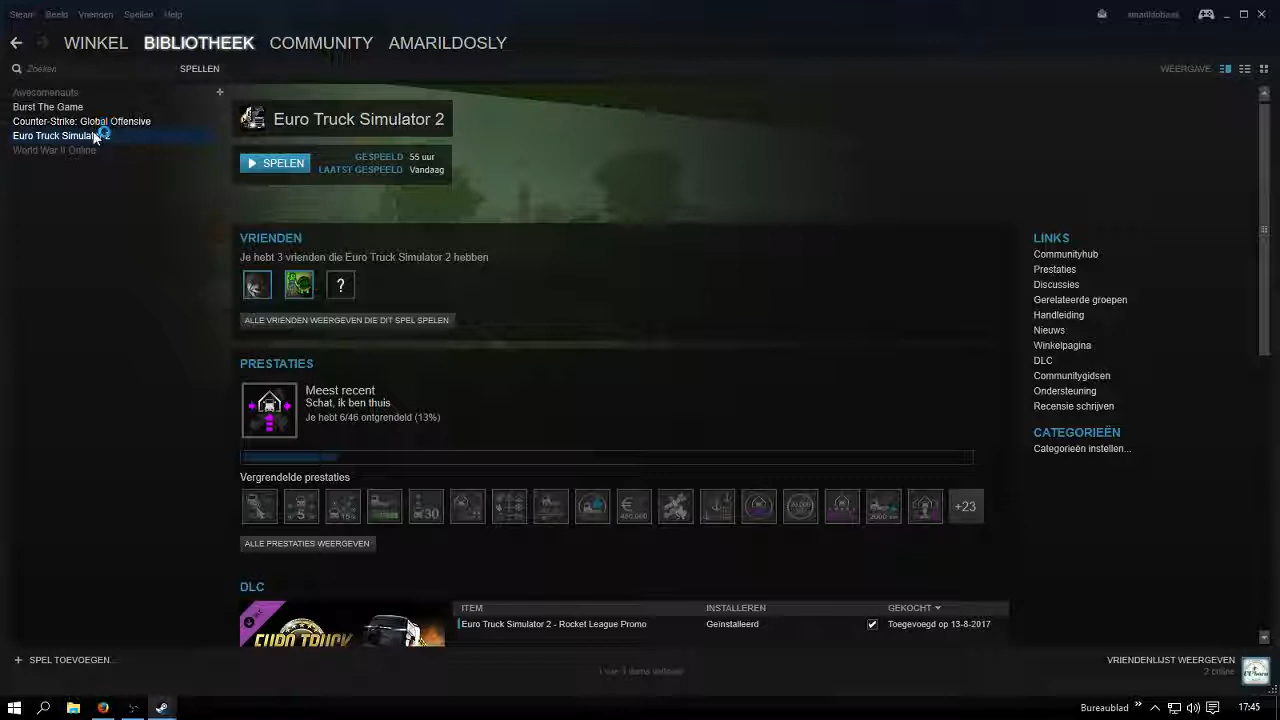 Steam Beeld Vrienden Spellen Help
WINKEL BIBLIOTHEEK COMMUNITY AMARILDOSLY
Zoeken
SPELLEN
WEERGAVE
Awesomenauts
Burst The Game
Counter-Strike: Global Offensive
Euro Truck Simulator 2
World War II Online
Euro Truck Simulator 2
SPELEN
GESPEELD 55 uur
LAATST GESPEELD Vandaag
VRIENDEN
Je hebt 3 vrienden die Euro Truck Simulator 2 hebben
?
ALLE VRIENDEN WEERGEVEN DIE DIT SPEL SPELEN
PRESTATIES
Meest recent
Schat, ik ben thuis
Je hebt 6/46 ontgrendeld (13%)
Vergrendelde prestaties
+23
ALLE PRESTATIES WEERGEVEN
DLC
EURO TRUCK
ITEM INSTALLEREN GEKOCHT
Euro Truck Simulator 2 - Rocket League Promo Geïnstalleerd Toegevoegd op 13-8-2017
LINKS
Communityhub
Prestaties
Discussies
Gerelateerde groepen
Handleiding
Nieuws
Winkelpagina
DLC
Communitygidsen
Ondersteuning
Recensie schrijven
CATEGORIEËN
Categorieën instellen...
+ SPEL TOEVOEGEN...
VRIENDENLIJST WEERGEVEN
2 online
Bureaublad
17:45